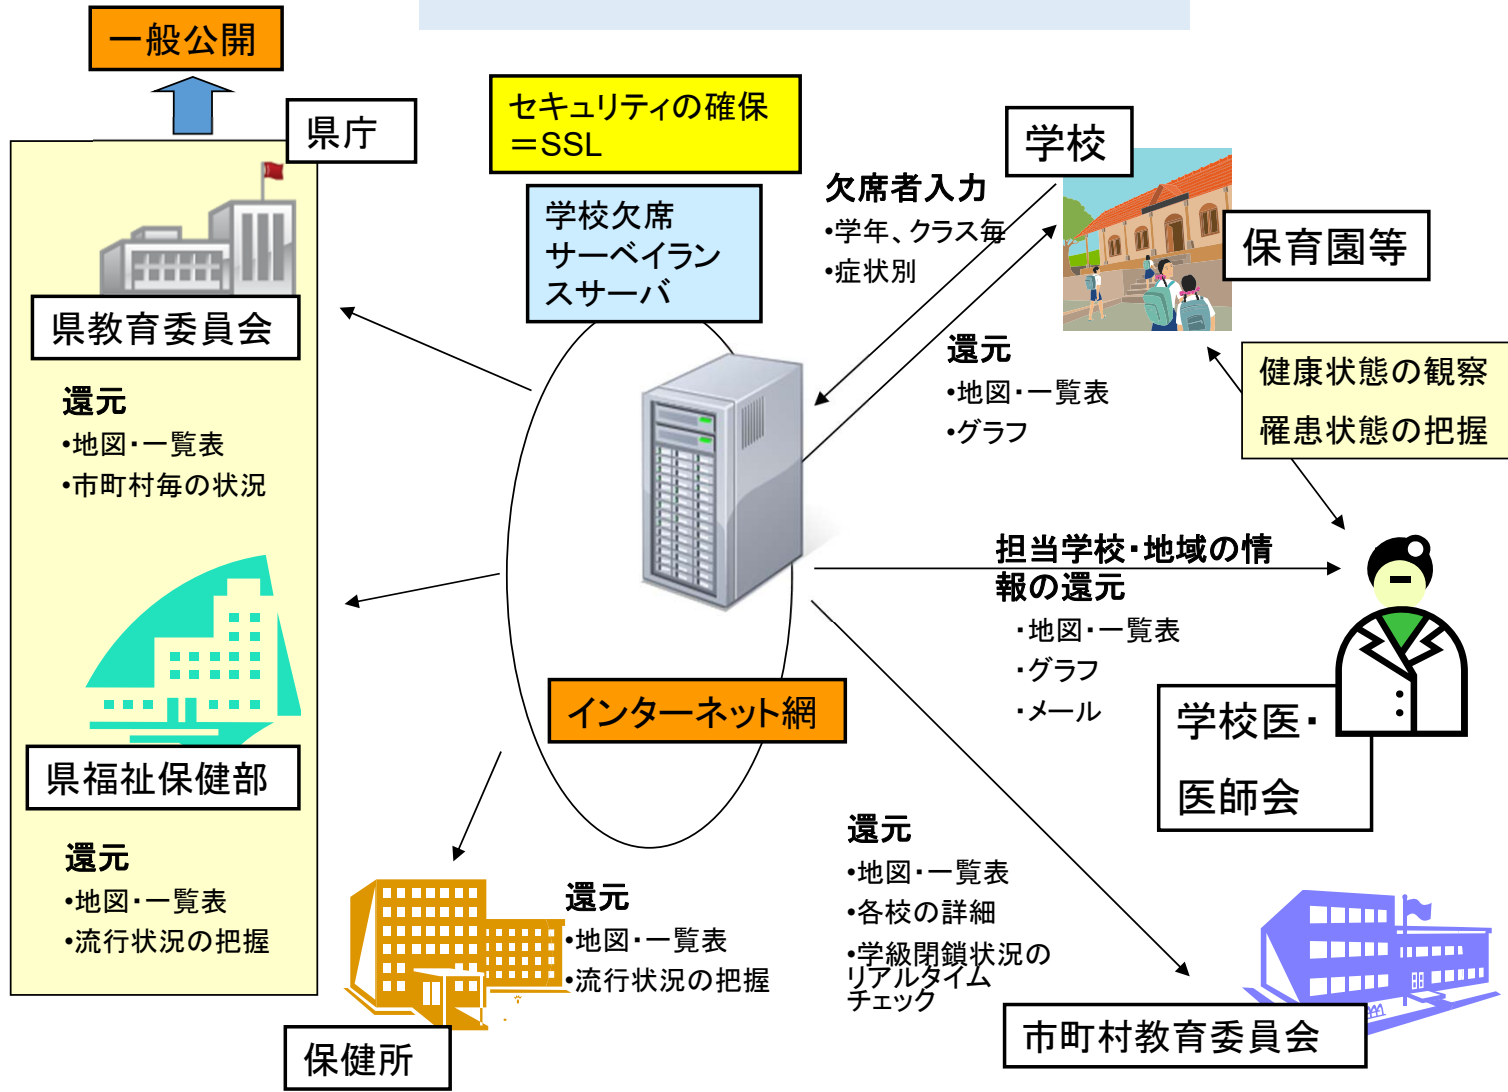 一般公開
県庁
セキュリティの確保
＝SSL
学校欠席
サーベイラン
スサーバ
学校
保育園等
欠席者入力
•学年、クラス毎
•症状別
還元
•地図・一覧表
•グラフ
健康状態の観察
罹患状態の把握
県教育委員会
還元
•地図・一覧表
•市町村毎の状況
担当学校・地域の情
報の還元
・地図・一覧表
・グラフ
・メール
学校医・
医師会
インターネット網
県福祉保健部
還元
•地図・一覧表
•流行状況の把握
還元
•地図・一覧表
•流行状況の把握
保健所
還元
•地図・一覧表
•各校の詳細
•学級閉鎖状況の
リアルタイム
チェック
市町村教育委員会